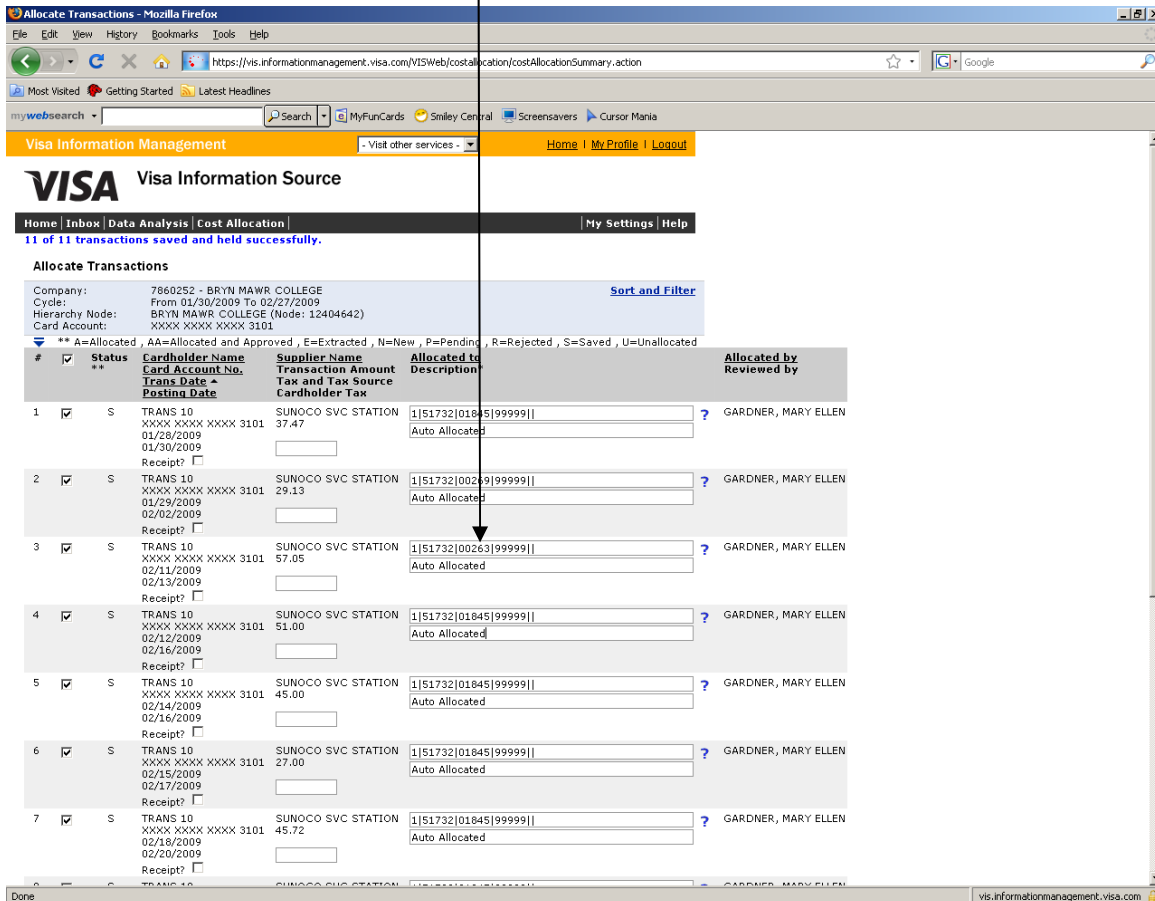 Allocate Transactions - Mozilla Firefox
File Edit View History Bookmarks Tools Help
https://vis.informationmanagement.visa.com/VISWeb/costallocation/costAllocationSummary.action
Google
Most Visited Getting Started Latest Headlines
mywebsearch Search MyFunCards Smiley Central Screensavers Cursor Mania
Visa Information Management - Visit other services - Home | My Profile | Logout
VISA Visa Information Source
Home | Inbox | Data Analysis | Cost Allocation | | My Settings | Help
11 of 11 transactions saved and held successfully.
Allocate Transactions
Company: 7860252 - BRYN MAWR COLLEGE Sort and Filter
Cycle: From 01/30/2009 To 02/27/2009
Hierarchy Node: BRYN MAWR COLLEGE (Node: 12404642)
Card Account: XXXX XXXX XXXX 3101
** A=Allocated , AA=Allocated and Approved , E=Extracted , N=New , P=Pending , R=Rejected , S=Saved , U=Unallocated
# Status Cardholder Name Supplier Name Allocated to Allocated by
** Card Account No. Transaction Amount Description* Reviewed by
Trans Date Tax and Tax Source
Posting Date Cardholder Tax
1 S TRANS 10 SUNOCO SVC STATION 1|51732|01845|99999|| ? GARDNER, MARY ELLEN
XXXX XXXX XXXX 3101 37.47 Auto Allocated
01/28/2009
01/30/2009
Receipt?
2 S TRANS 10 SUNOCO SVC STATION 1|51732|00269|99999|| ? GARDNER, MARY ELLEN
XXXX XXXX XXXX 3101 29.13 Auto Allocated
01/29/2009
02/02/2009
Receipt?
3 S TRANS 10 SUNOCO SVC STATION 1|51732|00263|99999|| ? GARDNER, MARY ELLEN
XXXX XXXX XXXX 3101 57.05 Auto Allocated
02/11/2009
02/13/2009
Receipt?
4 S TRANS 10 SUNOCO SVC STATION 1|51732|01845|99999|| ? GARDNER, MARY ELLEN
XXXX XXXX XXXX 3101 51.00 Auto Allocated
02/12/2009
02/16/2009
Receipt?
5 S TRANS 10 SUNOCO SVC STATION 1|51732|01845|99999|| ? GARDNER, MARY ELLEN
XXXX XXXX XXXX 3101 45.00 Auto Allocated
02/14/2009
02/16/2009
Receipt?
6 S TRANS 10 SUNOCO SVC STATION 1|51732|01845|99999|| ? GARDNER, MARY ELLEN
XXXX XXXX XXXX 3101 27.00 Auto Allocated
02/15/2009
02/17/2009
Receipt?
7 S TRANS 10 SUNOCO SVC STATION 1|51732|01845|99999|| ? GARDNER, MARY ELLEN
XXXX XXXX XXXX 3101 45.72 Auto Allocated
02/18/2009
02/20/2009
Receipt?
Done vis.informationmanagement.visa.com